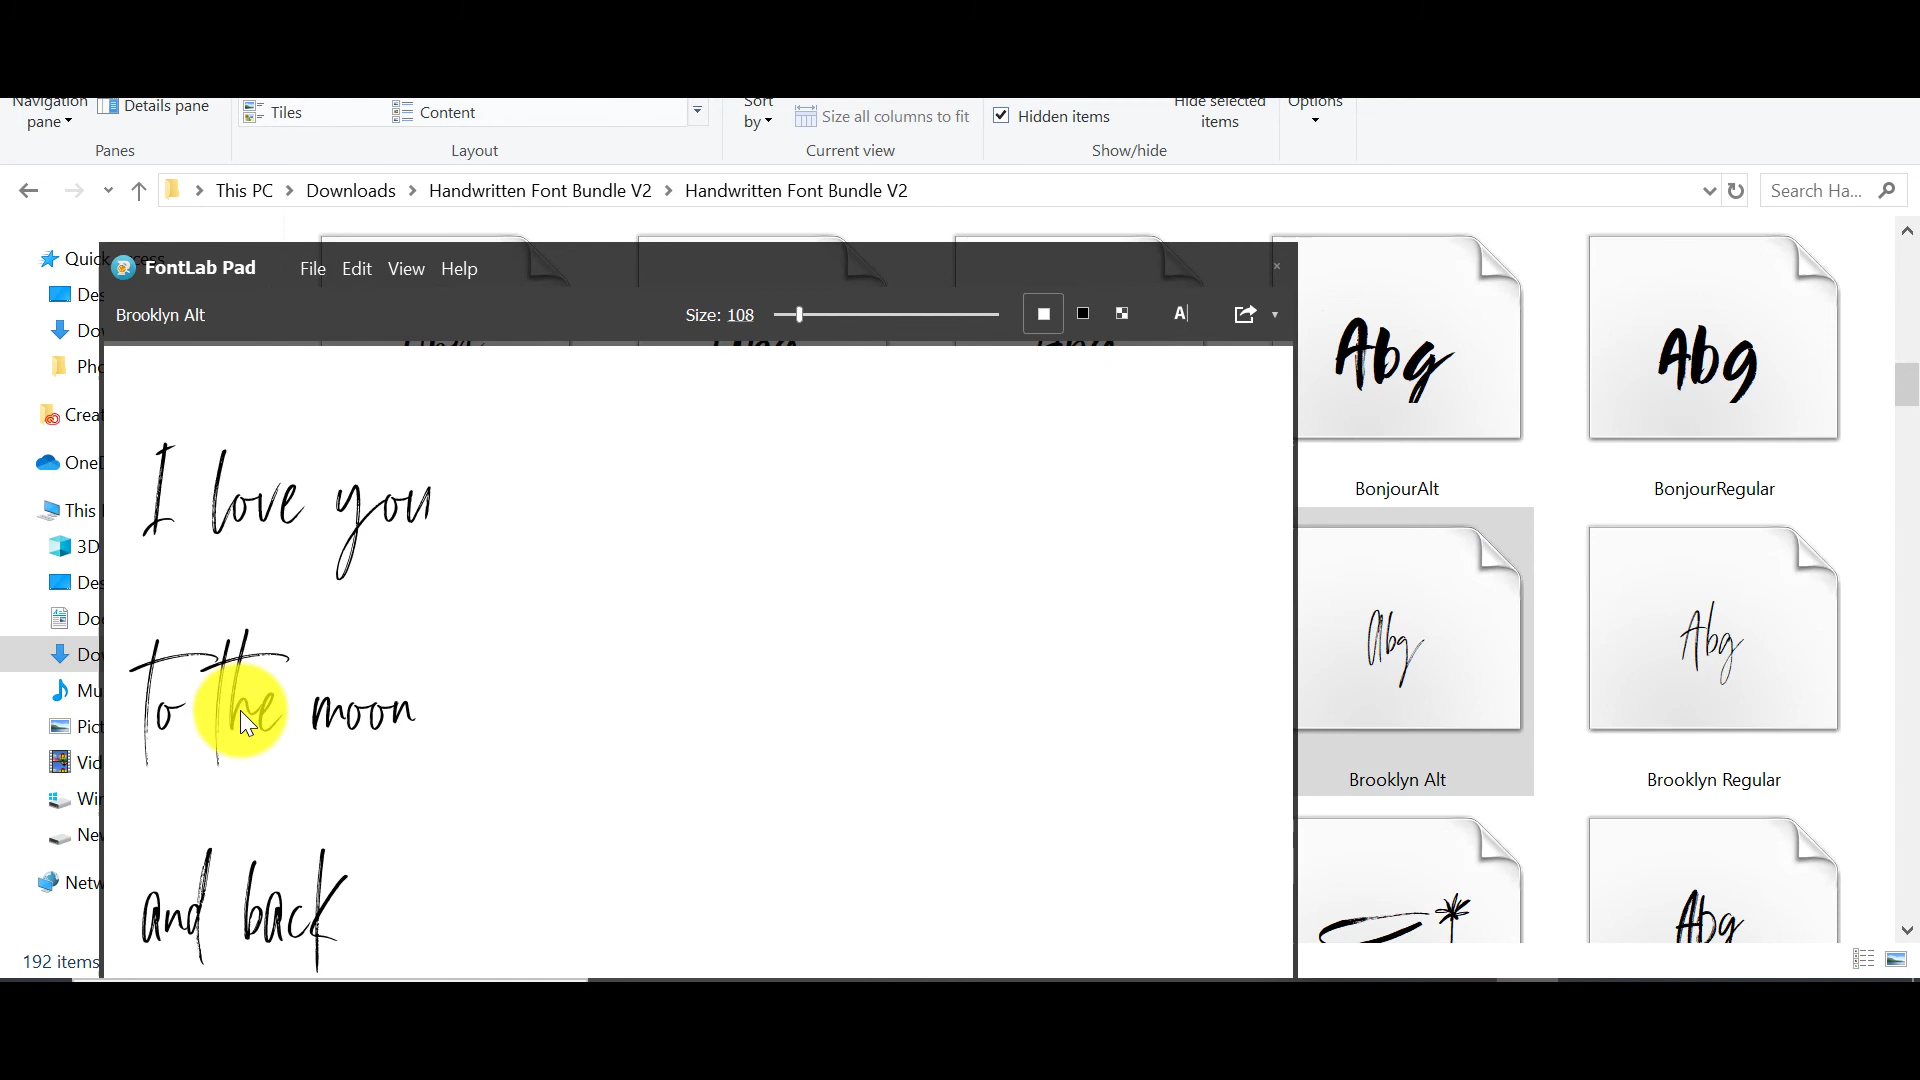 Navigation pane
Details pane
Tiles
Content
Sort by
Size all columns to fit
Hidden items
Hide selected items
Options
Panes
Layout
Current view
Show/hide
This PC
Downloads
Handwritten Font Bundle V2
Handwritten Font Bundle V2
Search Ha...
FontLab Pad
File Edit View Help
Brooklyn Alt
Size: 108
A
I love you
to the moon
and back
Abg
Abg
BonjourAlt
BonjourRegular
Abg
Abg
Brooklyn Alt
Brooklyn Regular
Abg
192 items